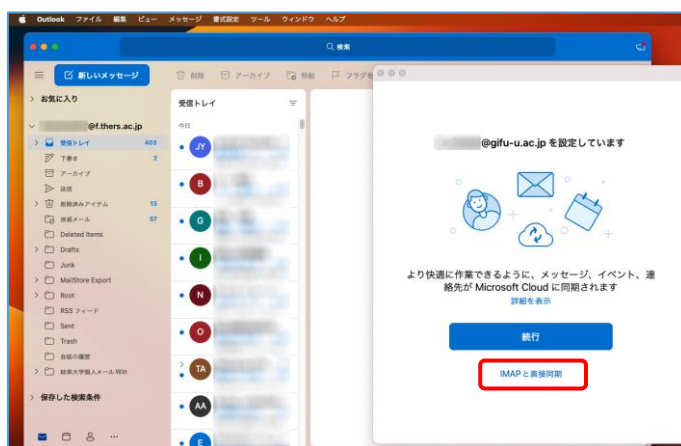 Outlook ファイル 編集 ビュー メッセージ 書式設定 ツール ウィンドウ ヘルプ
検索
新しいメッセージ
削除 アーカイブ 移動 フラグを
お気に入り
@f.thers.ac.jp
受信トレイ 403
下書き 2
アーカイブ
送信
削除済みアイテム 13
迷惑メール 57
Deleted Items
Drafts
Junk
MailStore Export
Root
RSS フィード
Sent
Trash
会話の履歴
岐阜大学個人メールWin
保存した検索条件
受信トレイ
今日
JY
B
G
I
N
O
TA
AA
E
@gifu-u.ac.jp を設定しています
より快適に作業できるように、メッセージ、イベント、連
絡先が Microsoft Cloud に同期されます
詳細を表示
続行
IMAPと直接同期